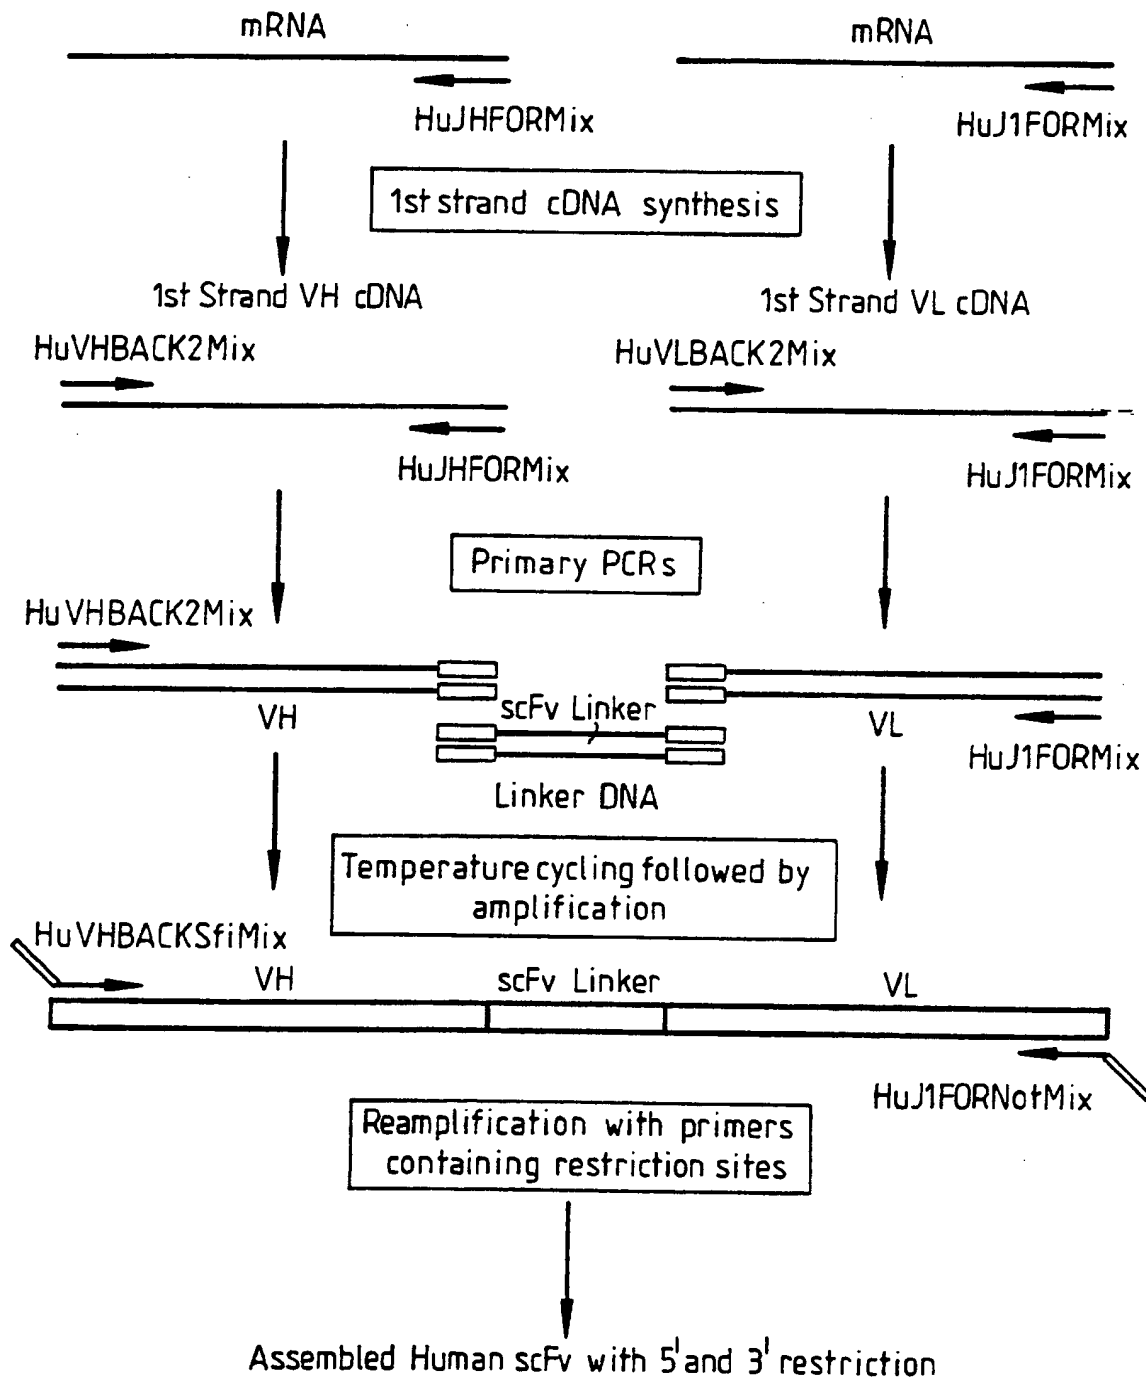 mRNA
mRNA
HuJHFORMix
HuJ1FORMix
1st strand cDNA synthesis
1st Strand VH cDNA
1st Strand VL cDNA
HuVHBACK2Mix
HuVLBACK2Mix
HuJHFORMix
HuJ1FORMix
Primary PCRs
HuVHBACK2Mix
VH
scFv Linker
VL
HuJ1FORMix
Linker DNA
Temperature cycling followed by
amplification
HuVHBACKSfiMix
VH
scFv Linker
VL
HuJ1FORNotMix
Reamplification with primers
containing restriction sites
Assembled Human scFv with 5' and 3' restriction